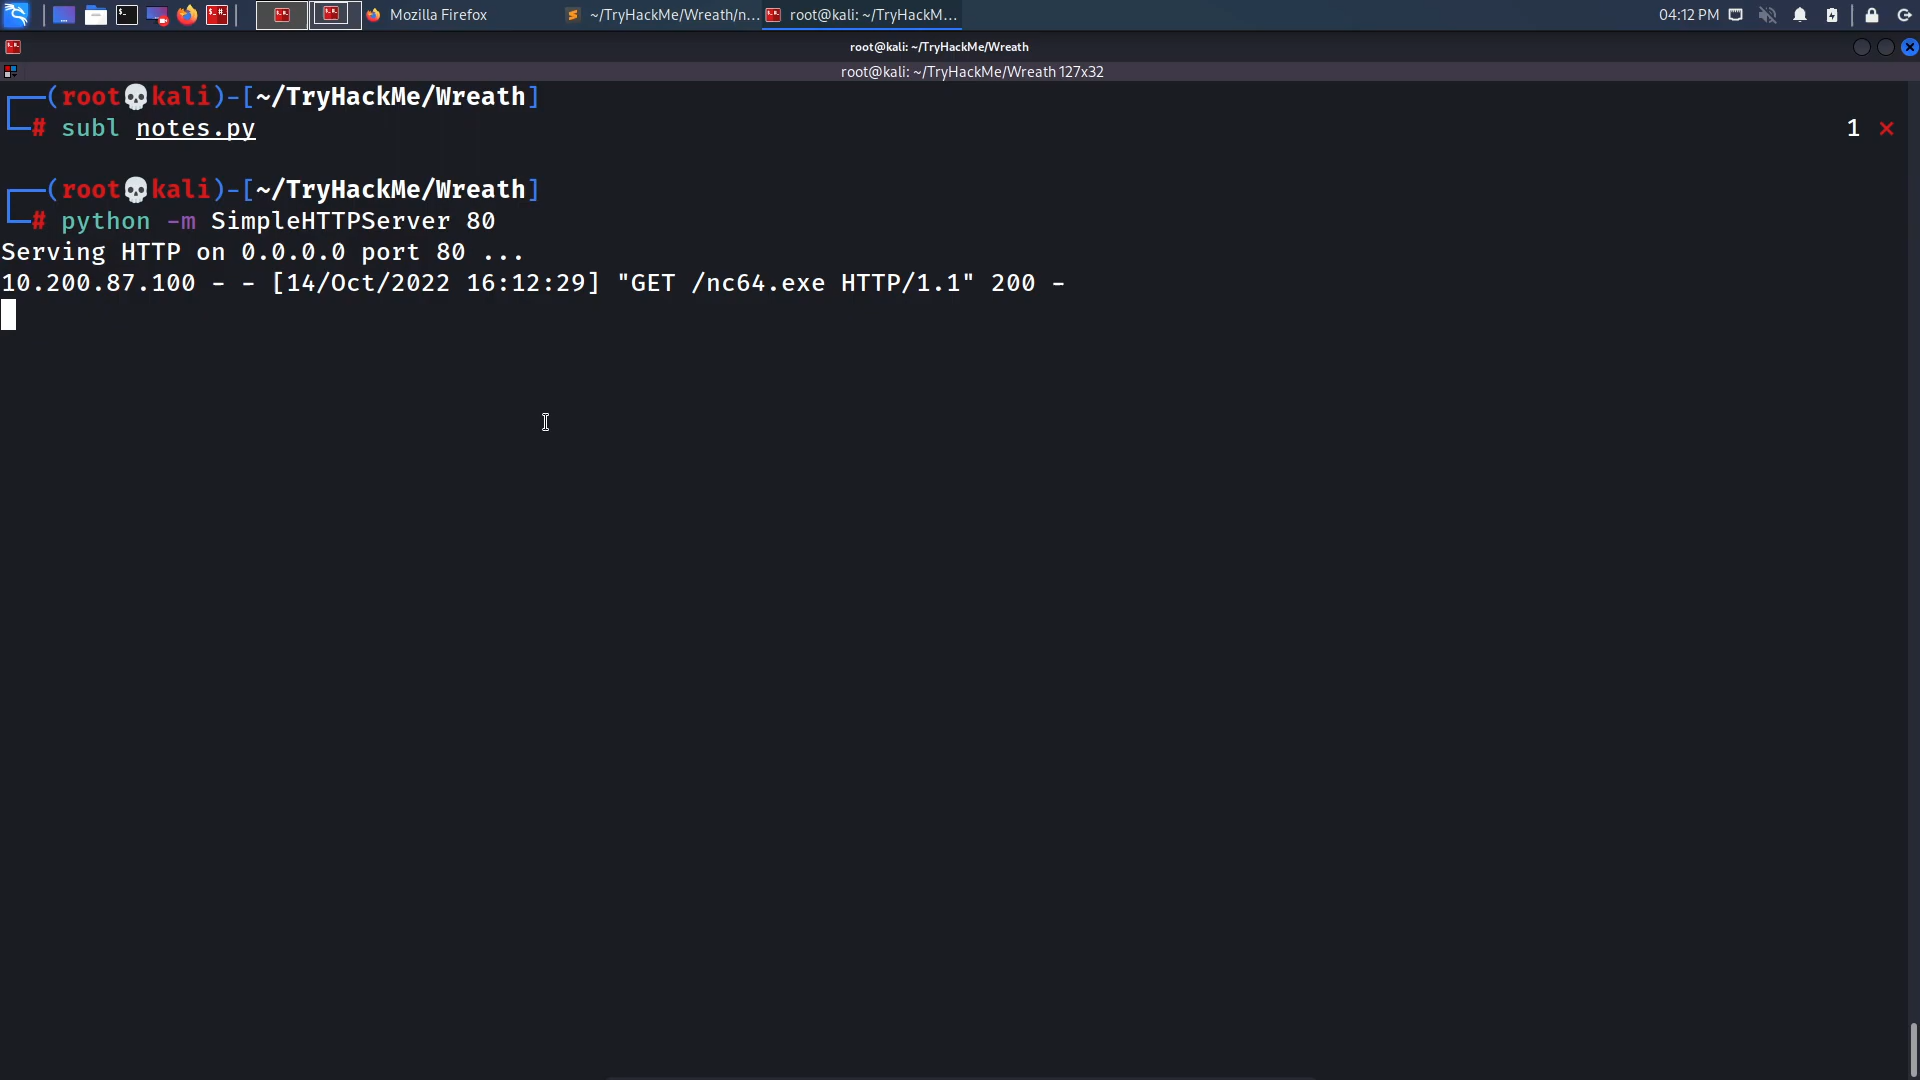 Mozilla Firefox
~/TryHackMe/Wreath/n...
root@kali: ~/TryHackM...
04:12 PM
root@kali: ~/TryHackMe/Wreath
root@kali: ~/TryHackMe/Wreath 127x32
(root💀kali)-[~/TryHackMe/Wreath]
# subl notes.py 1 ×
(root💀kali)-[~/TryHackMe/Wreath]
# python -m SimpleHTTPServer 80
Serving HTTP on 0.0.0.0 port 80 ...
10.200.87.100 - - [14/Oct/2022 16:12:29] "GET /nc64.exe HTTP/1.1" 200 -